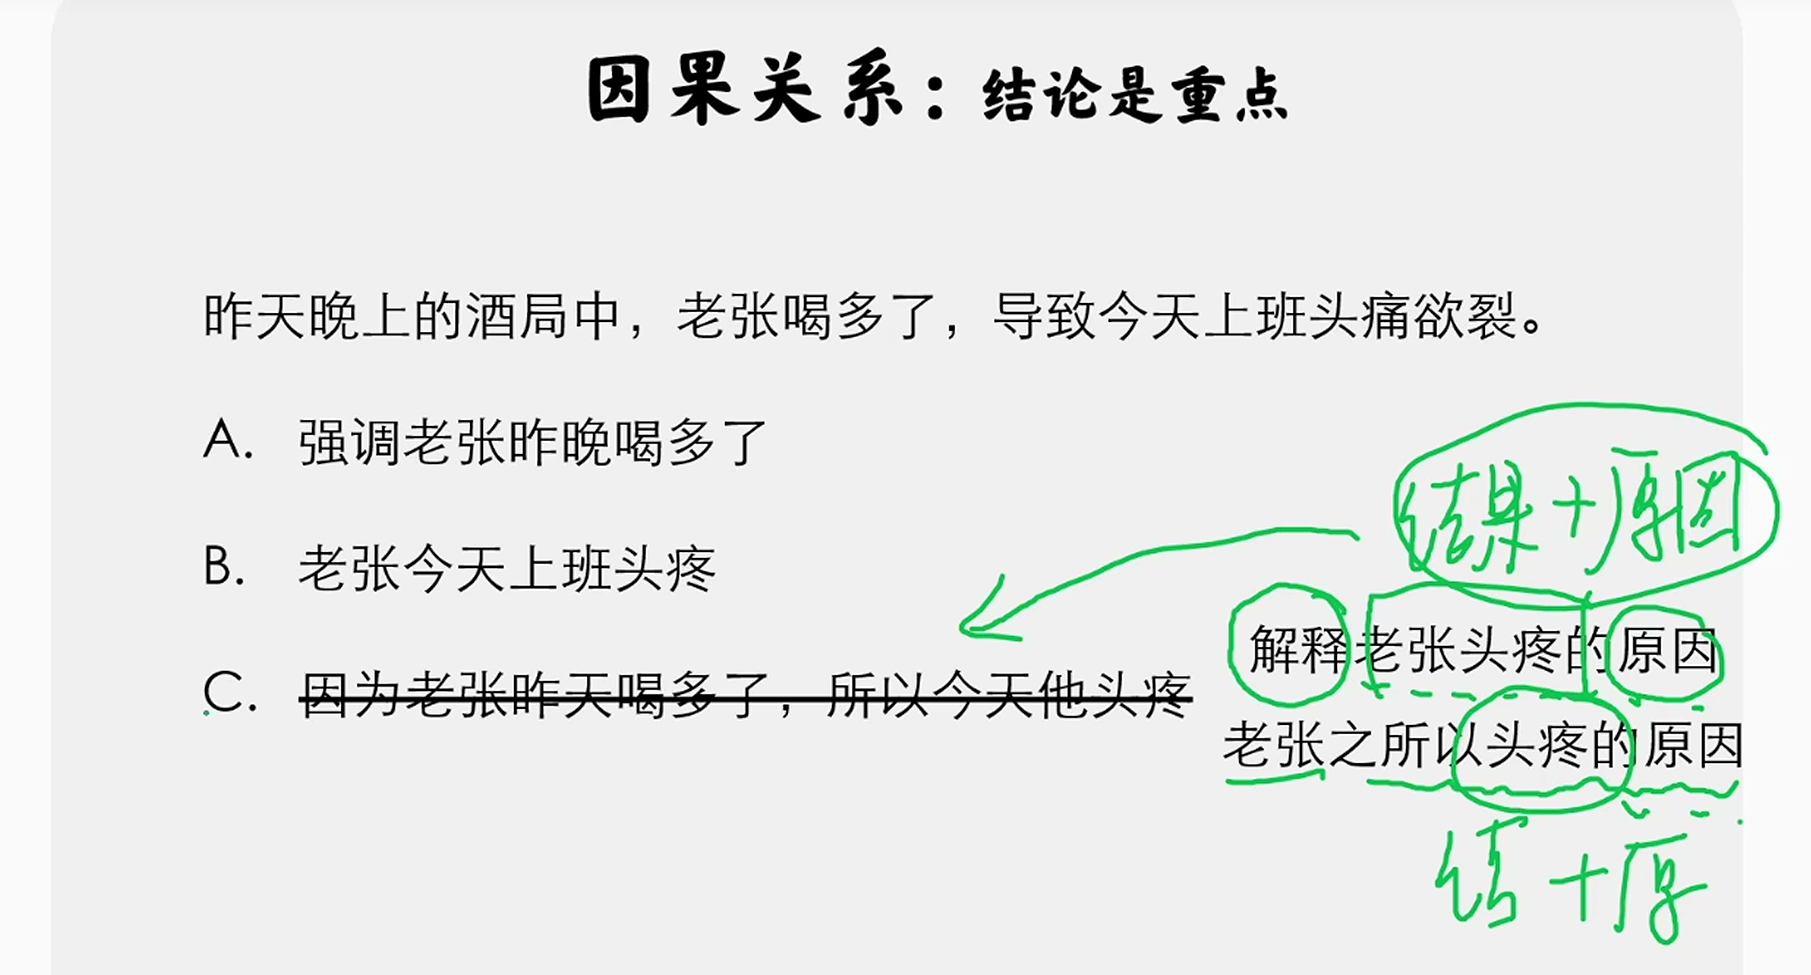 因果关系：结论是重点
昨天晚上的酒局中，老张喝多了，导致今天上班头痛欲裂。
A. 强调老张昨晚喝多了
结果+原因
B. 老张今天上班头疼
解释老张头疼的原因
C. 因为老张昨天喝多了，所以今天他头疼
老张之所以头疼的原因
结+原